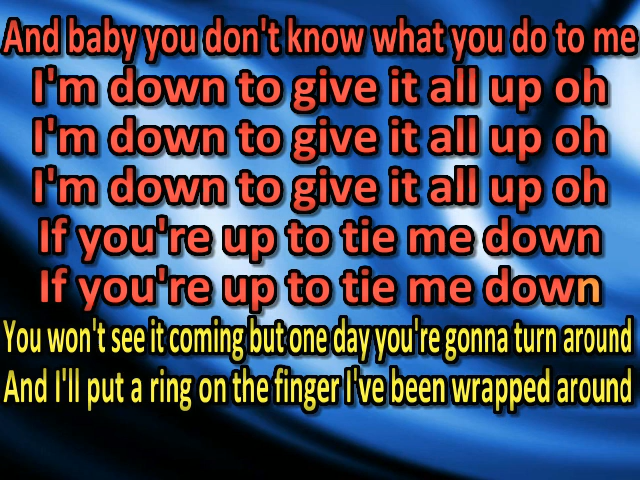 And baby you don't know what you do to me
I'm down to give it all up oh
I'm down to give it all up oh
I'm down to give it all up oh
If you're up to tie me down
If you're up to tie me down
You won't see it coming but one day you're gonna turn around
And I'll put a ring on the finger I've been wrapped around